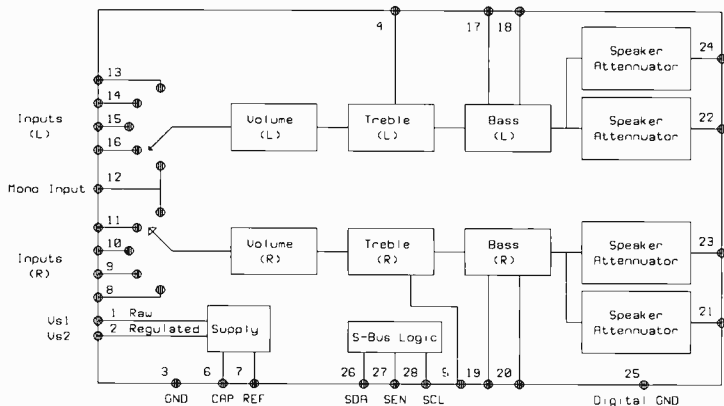 4
17
18
Speaker
Attennuator
24
13
14
15
16
Inputs
(L)
Volume
(L)
Treble
(L)
Bass
(L)
Speaker
Attennuator
22
12
Mono Input
11
10
9
8
Inputs
(R)
Volume
(R)
Treble
(R)
Bass
(R)
Speaker
Attennuator
23
Speaker
Attennuator
21
Vs1
1 Raw
Vs2
2 Regulated
Supply
S-Bus Logic
3
6
7
26
27
28
5
19
20
25
GND
CAP
REF
SDA
SEN
SCL
Digital GND